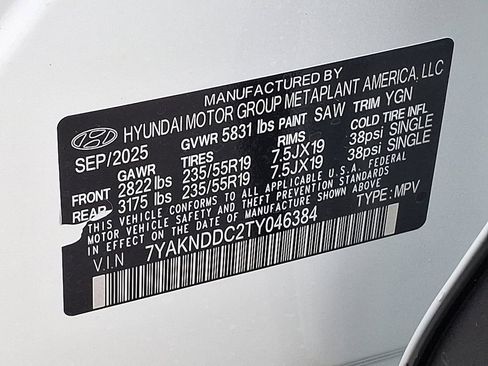 MANUFACTURED BY
HYUNDAI MOTOR GROUP METAPLANT AMERICA, LLC
SEP/2025 GVWR 5831 lbs PAINT SAW TRIM YGN
GAWR TIRES RIMS COLD TIRE INFL
FRONT 2822 lbs 235/55R19 7.5JX19 38psi SINGLE
REAR 3175 lbs 235/55R19 7.5JX19 38psi SINGLE
THIS VEHICLE CONFORMS TO ALL APPLICABLE U.S.A. FEDERAL
MOTOR VEHICLE SAFETY AND THEFT PREVENTION STANDARDS
IN EFFECT ON THE DATE OF MANUFACTURE SHOWN ABOVE.
V.I.N 7YAKNDDC2TY046384 TYPE: MPV